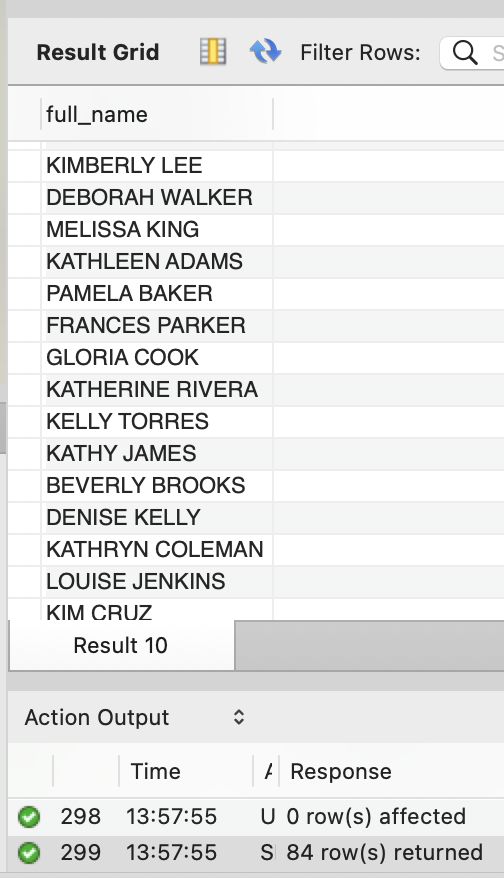 Result Grid Filter Rows: S
full_name
KIMBERLY LEE
DEBORAH WALKER
MELISSA KING
KATHLEEN ADAMS
PAMELA BAKER
FRANCES PARKER
GLORIA COOK
KATHERINE RIVERA
KELLY TORRES
KATHY JAMES
BEVERLY BROOKS
DENISE KELLY
KATHRYN COLEMAN
LOUISE JENKINS
KIM CRUZ
Result 10
Action Output
Time A Response
298 13:57:55 U 0 row(s) affected
299 13:57:55 S 84 row(s) returned